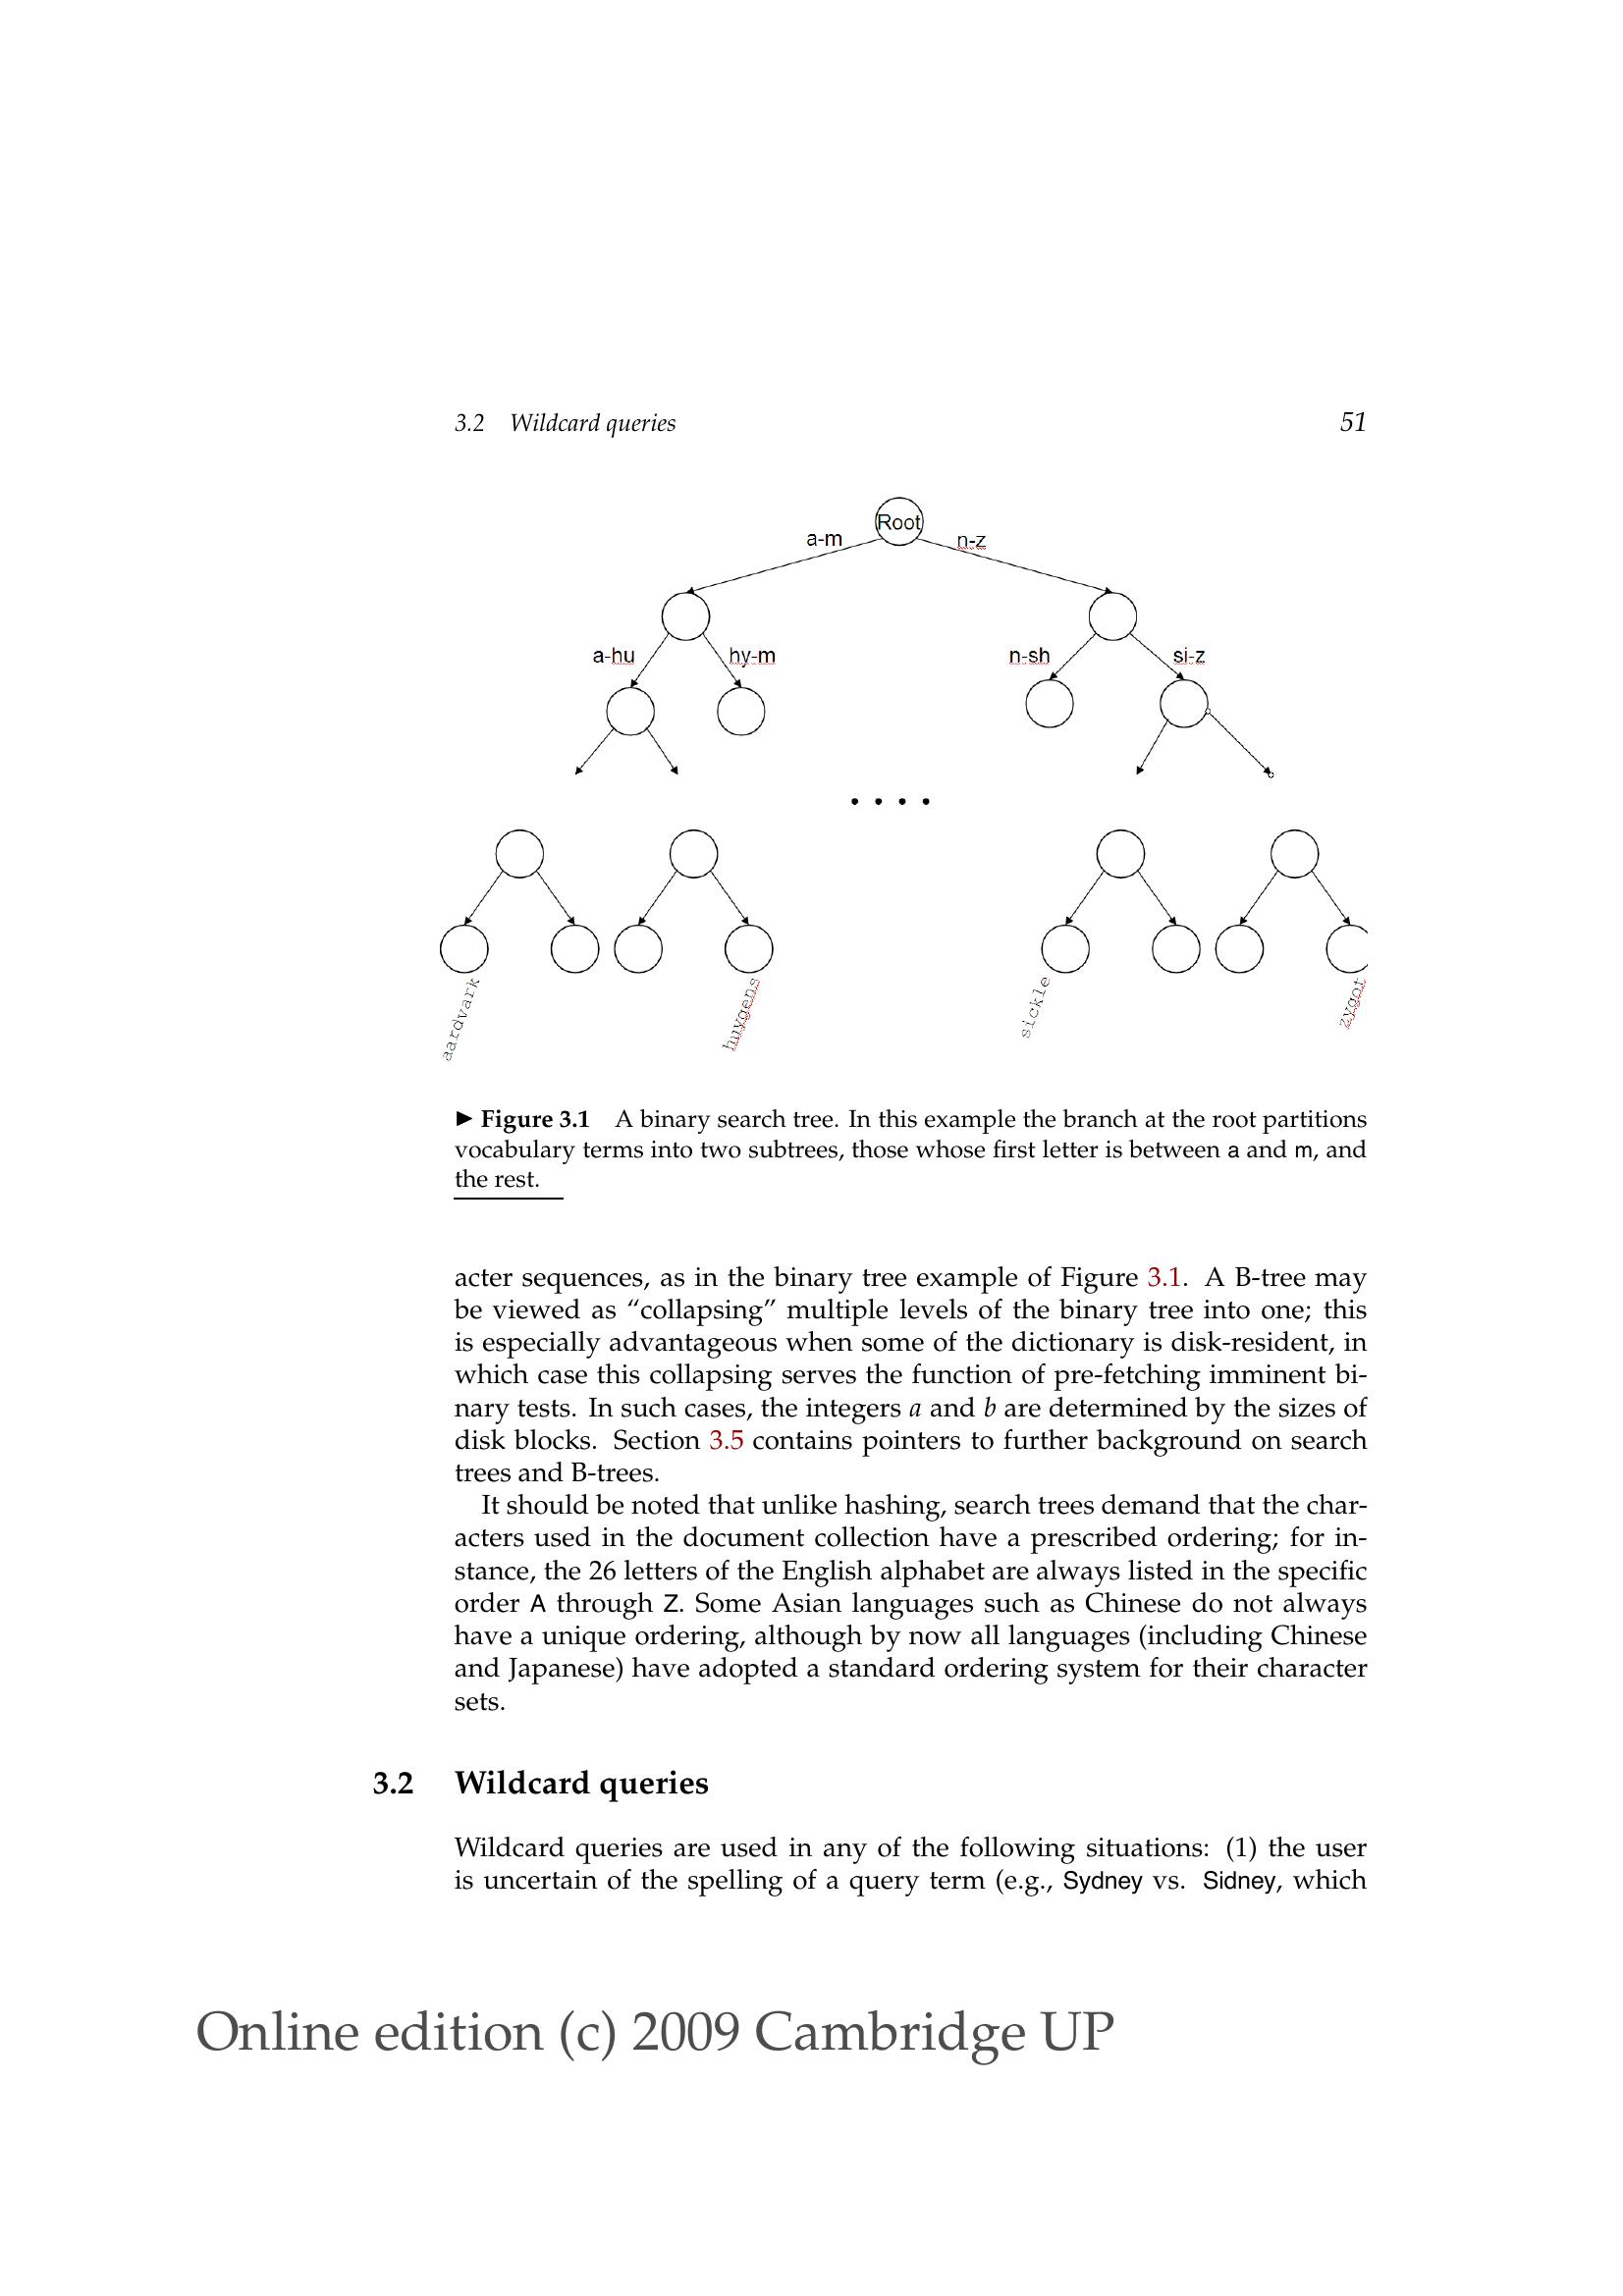 3.2 Wildcard queries 51
Root
a-m n-z
a-hu hy-m n-sh si-z
. . . .
aardvark huygens sickle zygot
► Figure 3.1 A binary search tree. In this example the branch at the root partitions
vocabulary terms into two subtrees, those whose first letter is between a and m, and
the rest.
acter sequences, as in the binary tree example of Figure 3.1. A B-tree may
be viewed as “collapsing” multiple levels of the binary tree into one; this
is especially advantageous when some of the dictionary is disk-resident, in
which case this collapsing serves the function of pre-fetching imminent bi-
nary tests. In such cases, the integers a and b are determined by the sizes of
disk blocks. Section 3.5 contains pointers to further background on search
trees and B-trees.
It should be noted that unlike hashing, search trees demand that the char-
acters used in the document collection have a prescribed ordering; for in-
stance, the 26 letters of the English alphabet are always listed in the specific
order A through Z. Some Asian languages such as Chinese do not always
have a unique ordering, although by now all languages (including Chinese
and Japanese) have adopted a standard ordering system for their character
sets.
3.2 Wildcard queries
Wildcard queries are used in any of the following situations: (1) the user
is uncertain of the spelling of a query term (e.g., Sydney vs. Sidney, which
Online edition (c) 2009 Cambridge UP